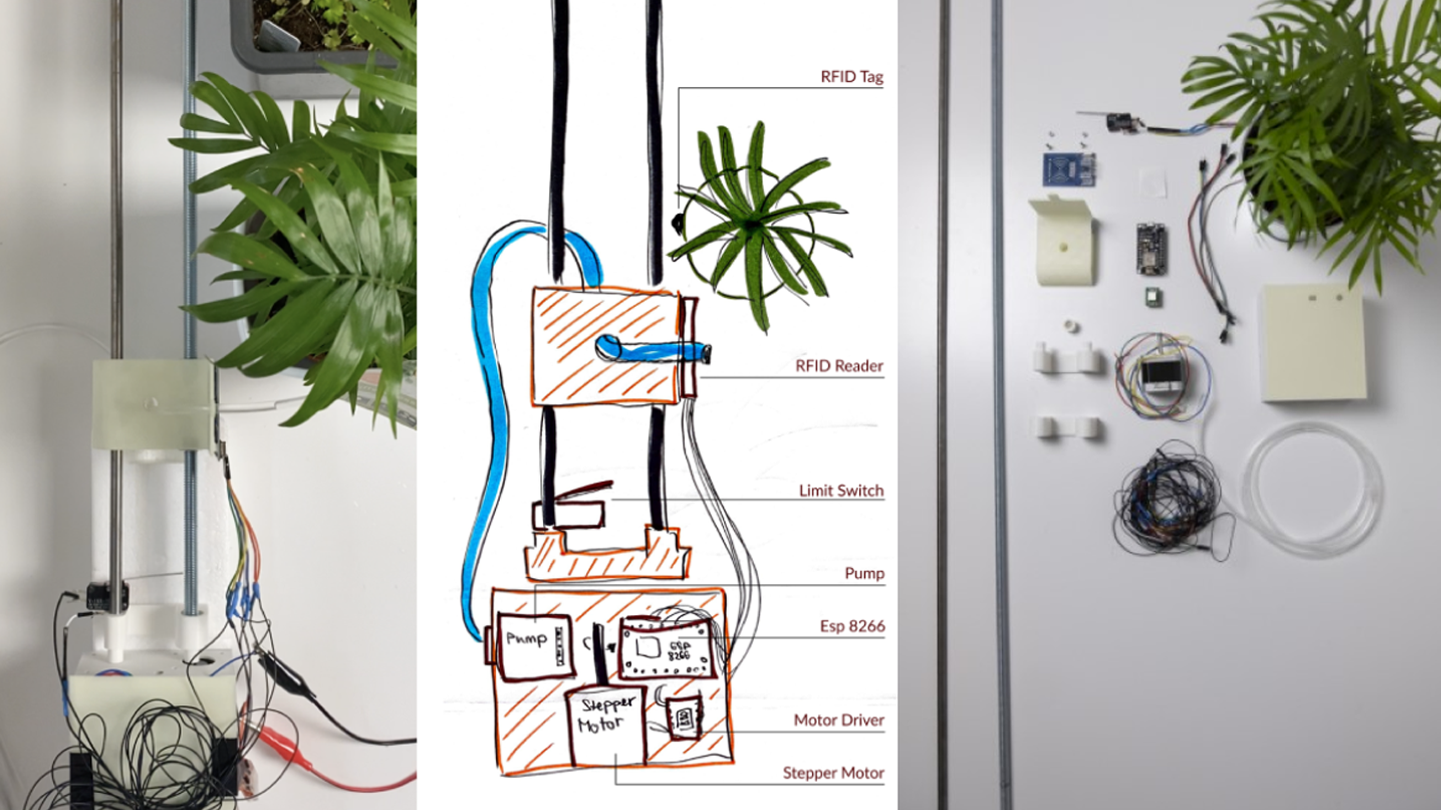 RFID Tag
RFID Reader
Limit Switch
Pump
Esp 8266
Pump
ESP
8266
Stepper
Motor
Motor Driver
Stepper Motor